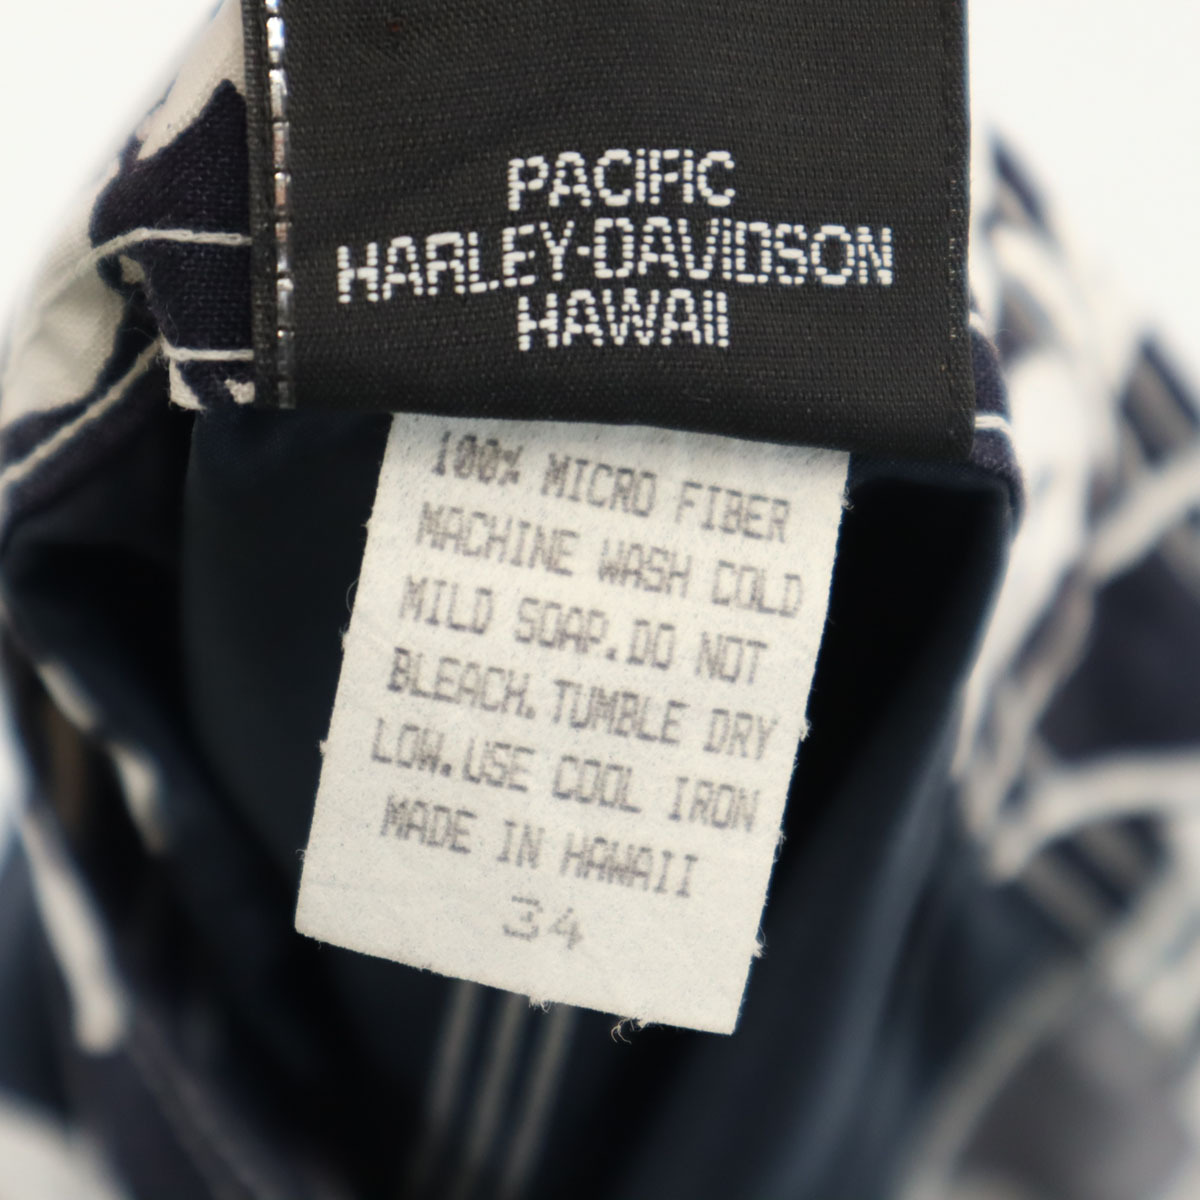 PACIFIC
HARLEY-DAVIDSON
HAWAII
100% MICRO FIBER
MACHINE WASH COLD
MILD SOAP.DO NOT
BLEACH.TUMBLE DRY
LOW.USE COOL IRON
MADE IN HAWAII
34